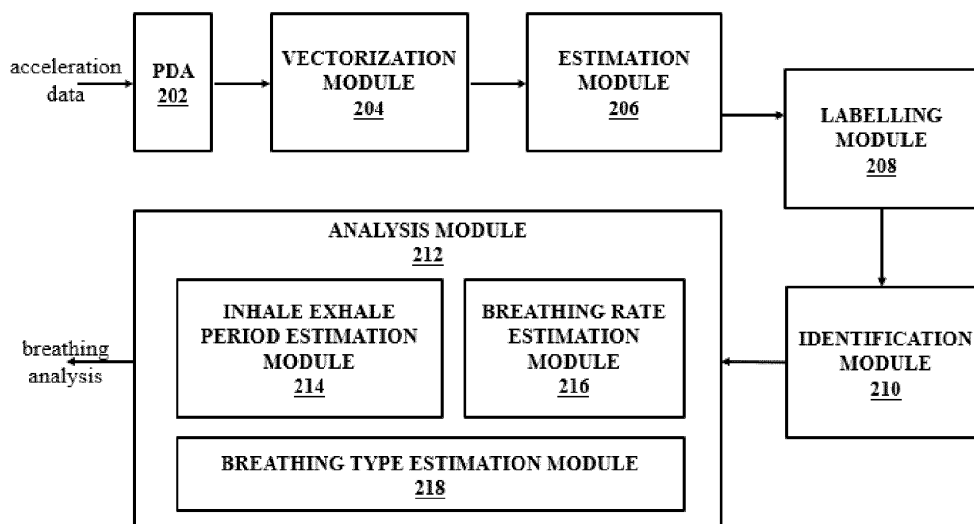 acceleration
data
PDA
202
VECTORIZATION
MODULE
204
ESTIMATION
MODULE
206
LABELLING
MODULE
208
ANALYSIS MODULE
212
INHALE EXHALE
PERIOD ESTIMATION
MODULE
214
BREATHING RATE
ESTIMATION
MODULE
216
BREATHING TYPE ESTIMATION MODULE
218
IDENTIFICATION
MODULE
210
breathing
analysis